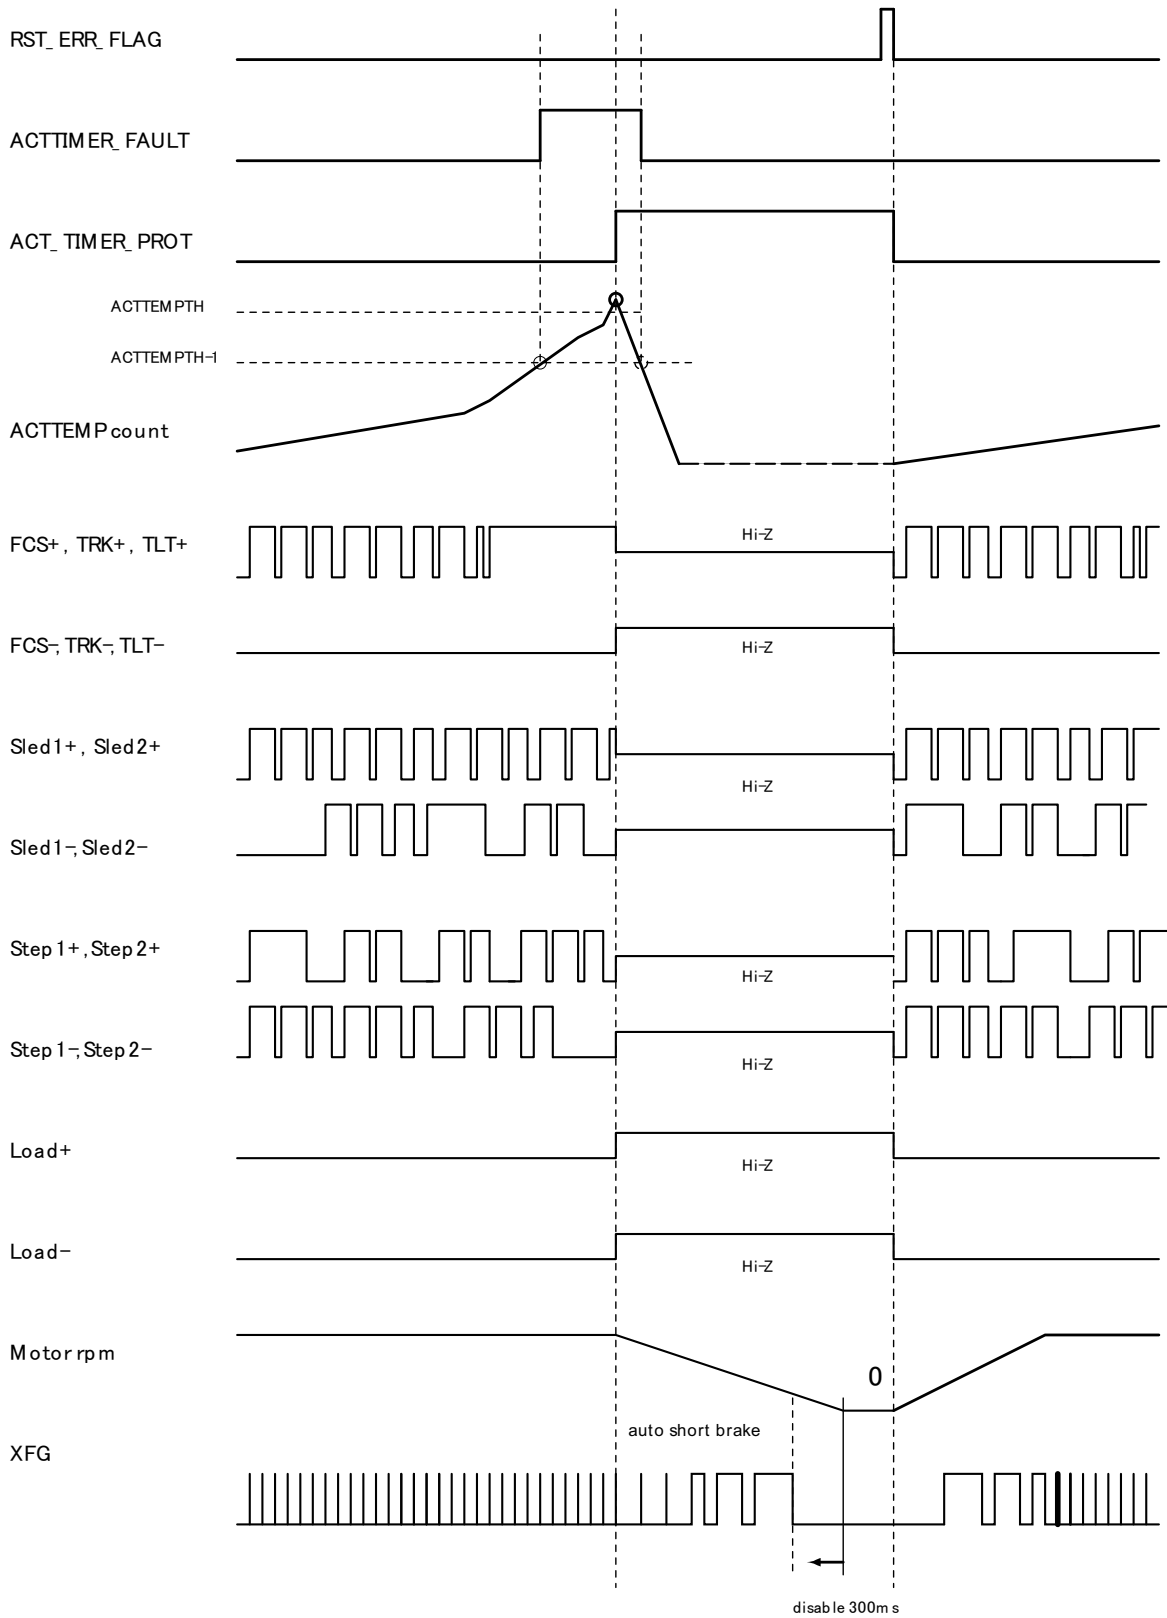 RST_ERR_FLAG
ACTTIMER_FAULT
ACT_TIMER_PROT
ACTTEMPTH
ACTTEMPTH-1
ACTTEMPcount
FCS+, TRK+, TLT+
Hi-Z
FCS-, TRK-, TLT-
Hi-Z
Sled1+, Sled2+
Hi-Z
Sled1-, Sled2-
Step1+, Step2+
Hi-Z
Step1-, Step2-
Hi-Z
Load+
Hi-Z
Load-
Hi-Z
Motor rpm
0
auto short brake
XFG
disable 300ms